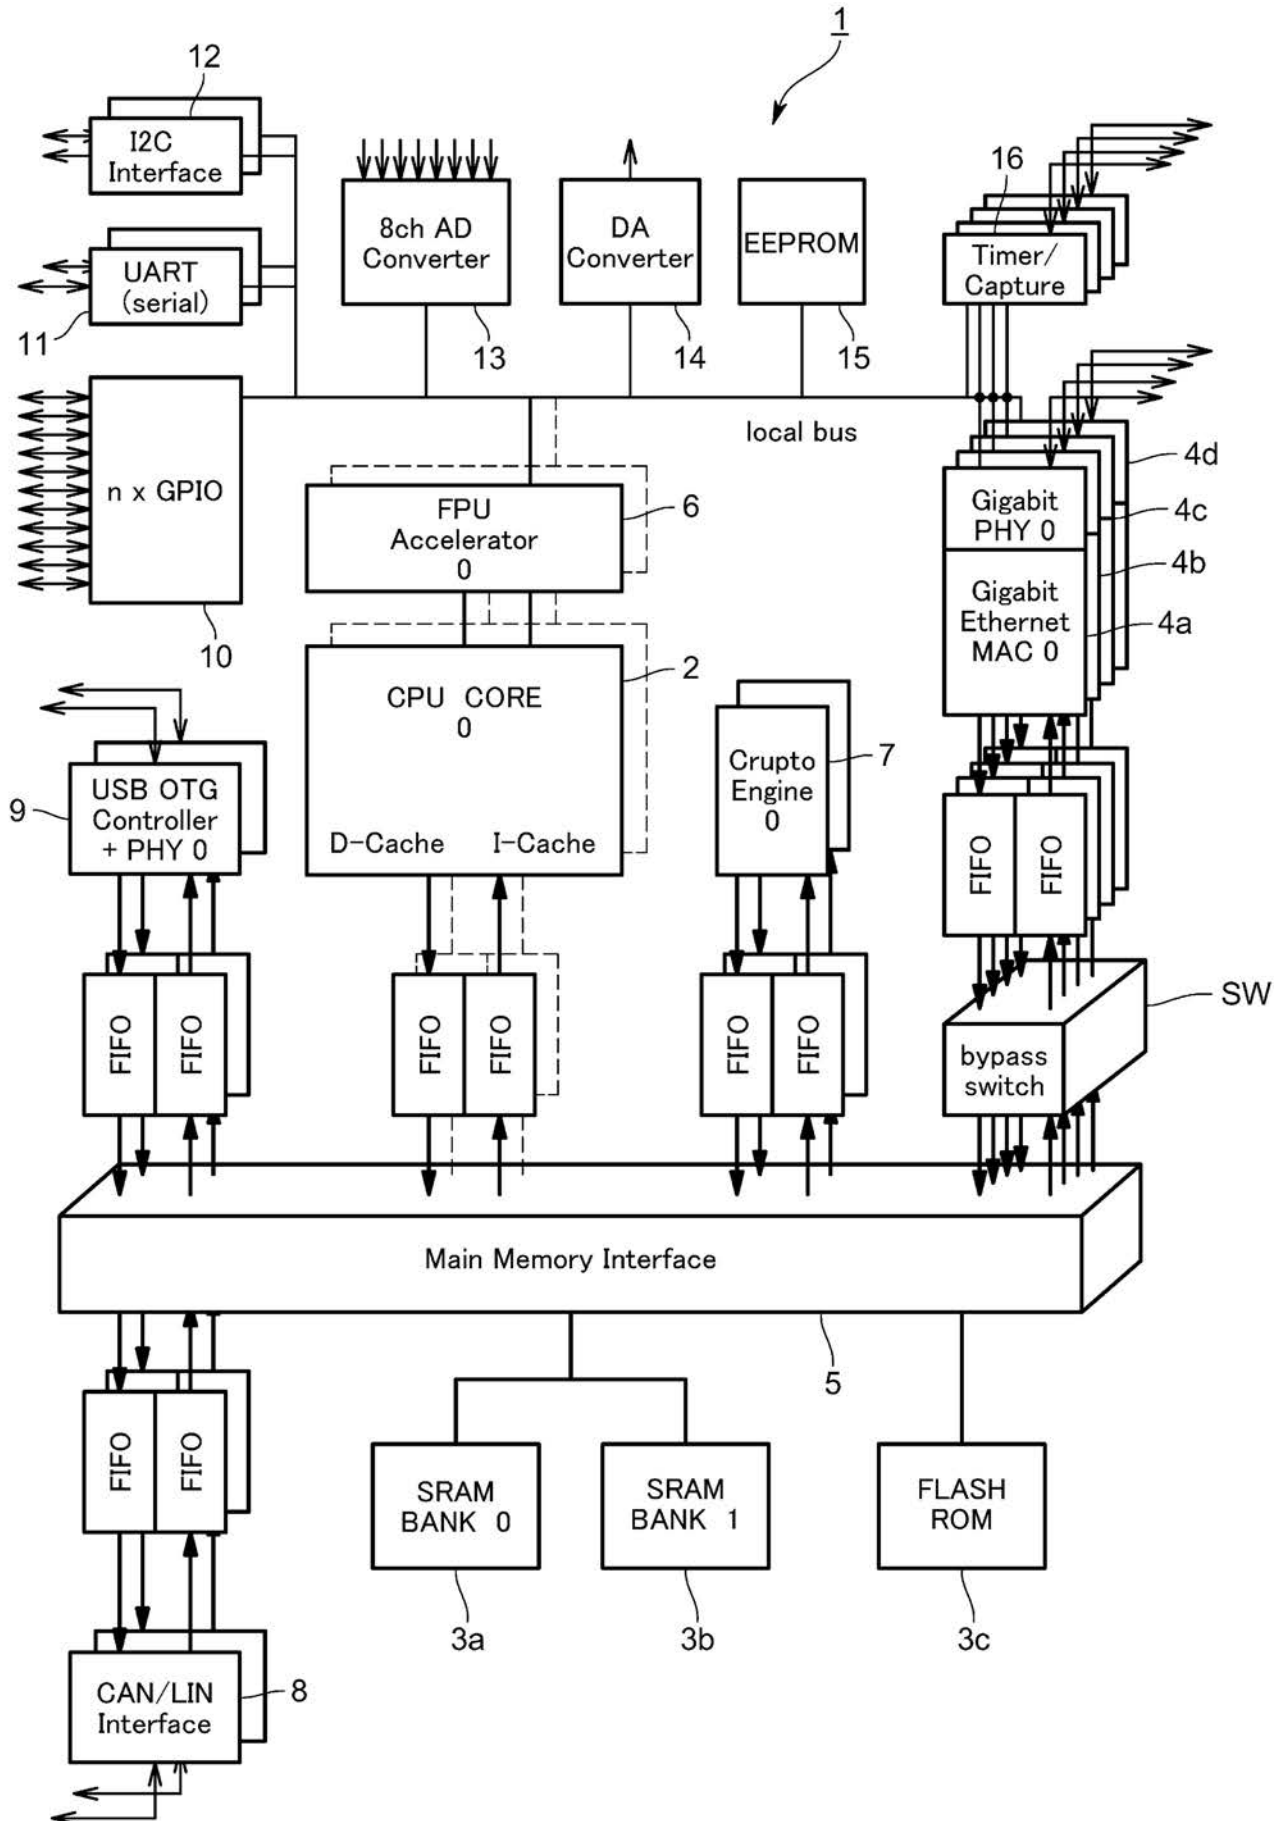 1
12
I2C
Interface
16
8ch AD
Converter
DA
Converter
EEPROM
Timer/
Capture
UART
(serial)
11
13
14
15
local bus
n x GPIO
10
FPU
Accelerator
0
6
4d
Gigabit
PHY 0
4c
4b
Gigabit
Ethernet
MAC 0
4a
CPU CORE
0
2
D-Cache
I-Cache
Crupto
Engine
0
7
9
USB OTG
Controller
+ PHY 0
FIFO
FIFO
FIFO
FIFO
FIFO
FIFO
FIFO
FIFO
SW
bypass
switch
Main Memory Interface
5
FIFO
FIFO
SRAM
BANK 0
SRAM
BANK 1
FLASH
ROM
3a
3b
3c
CAN/LIN
Interface
8